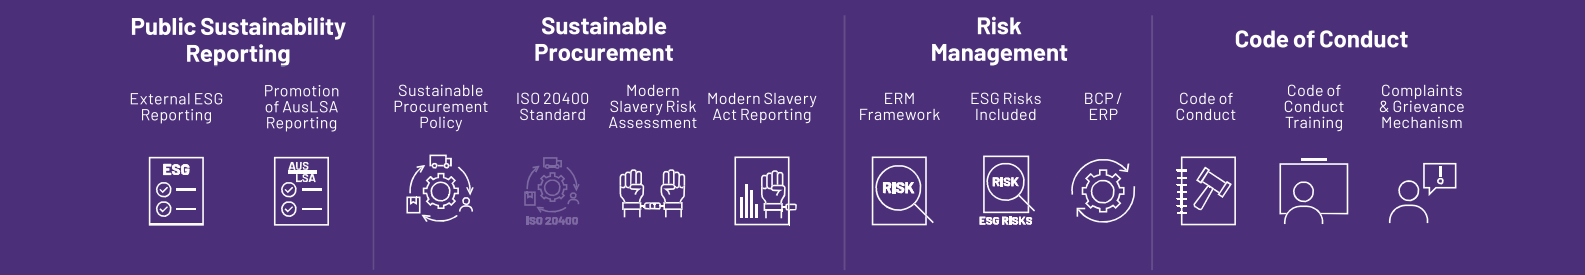 Public Sustainability
Reporting
External ESG
Reporting
Promotion
of AusLSA
Reporting
ESG
AUS
LSA
Sustainable
Procurement
Sustainable
Procurement
Policy
ISO 20400
Standard
Modern
Slavery Risk
Assessment
Modern Slavery
Act Reporting
ISO 20400
Risk
Management
ERM
Framework
ESG Risks
Included
BCP /
ERP
RISK
RISK
ESG RISKS
Code of Conduct
Code of
Conduct
Code of
Conduct
Training
Complaints
& Grievance
Mechanism